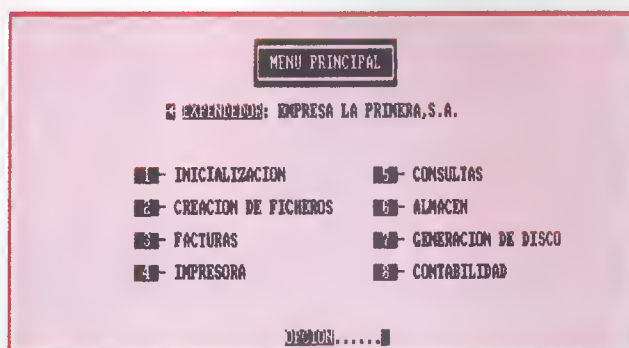 MENU PRINCIPAL
EXPENDEDOR: EMPRESA LA PRIMERA,S.A.
1 - INICIALIZACION
2 - CREACION DE FICHEROS
3 - FACTURAS
4 - IMPRESORA
5 - CONSULTAS
6 - ALMACEN
7 - GENERACION DE DISCO
8 - CONTABILIDAD
OPCION......